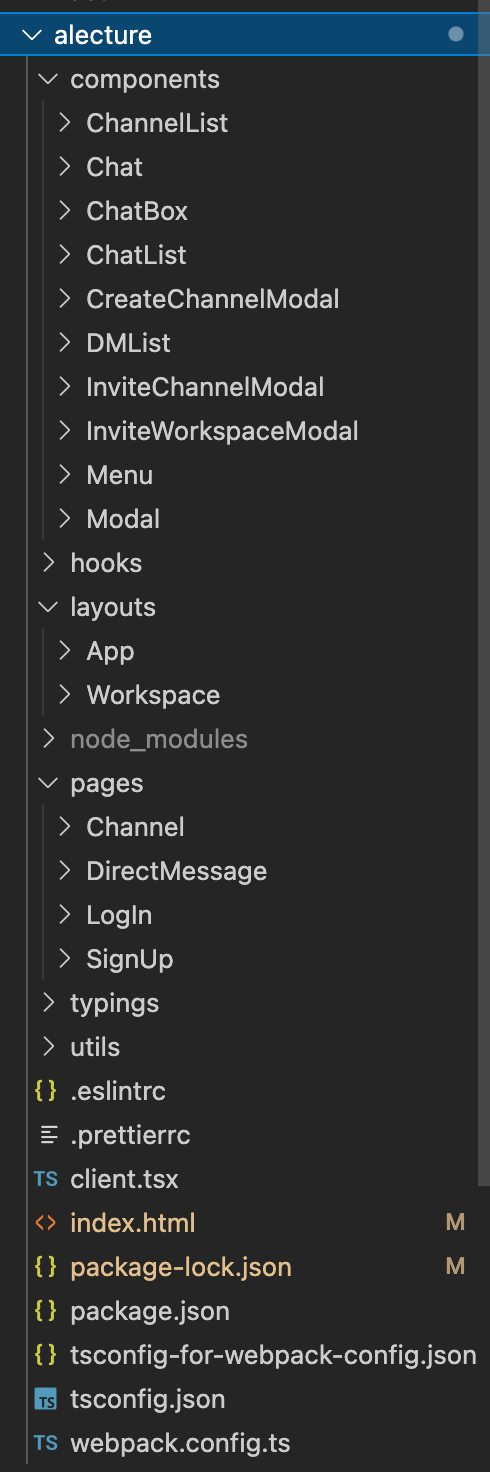 alecture
components
ChannelList
Chat
ChatBox
ChatList
CreateChannelModal
DMList
InviteChannelModal
InviteWorkspaceModal
Menu
Modal
hooks
layouts
App
Workspace
node_modules
pages
Channel
DirectMessage
LogIn
SignUp
typings
utils
{} .eslintrc
.prettierrc
TS client.tsx
<> index.html M
{} package-lock.json M
{} package.json
{} tsconfig-for-webpack-config.json
TS tsconfig.json
TS webpack.config.ts